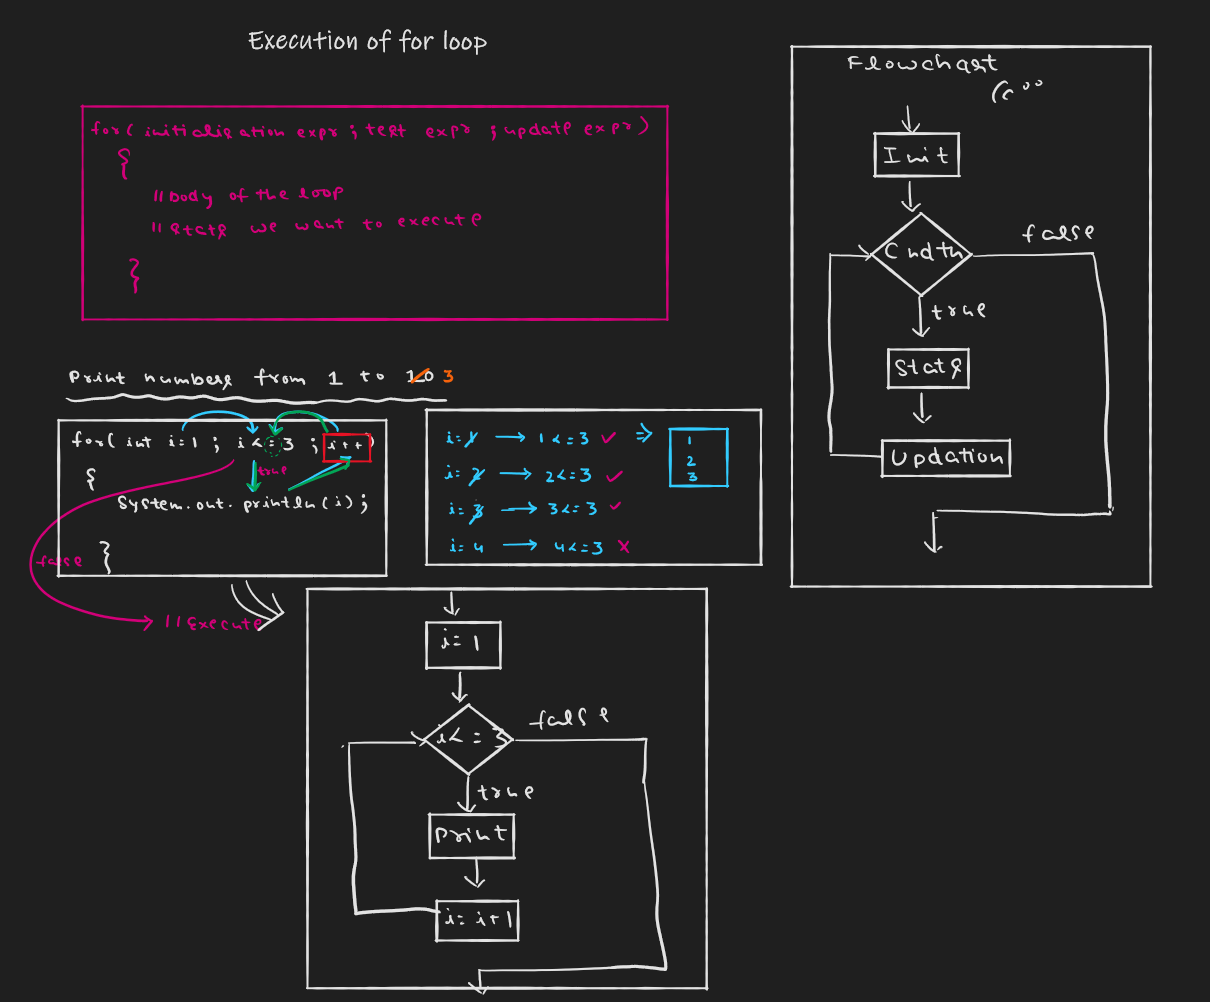 Execution of for loop
for( initialization expr ; test expr ; update expr)
{
// body of the loop
// stats we want to execute
}
Print numbers from 1 to 10 3
for( int i=1 ; i<=3 ; i++)
{
true
System.out.println(i);
false
}
// Execute
i=1 → 1<=3 ✓ ⇒ 1
i=2 → 2<=3 ✓ 2
i=3 → 3<=3 ✓ 3
i=4 → 4<=3 x
i=1
i<=3
false
true
print
i=i+1
Flowchart
Init
Cndtn
false
true
Stats
Updation